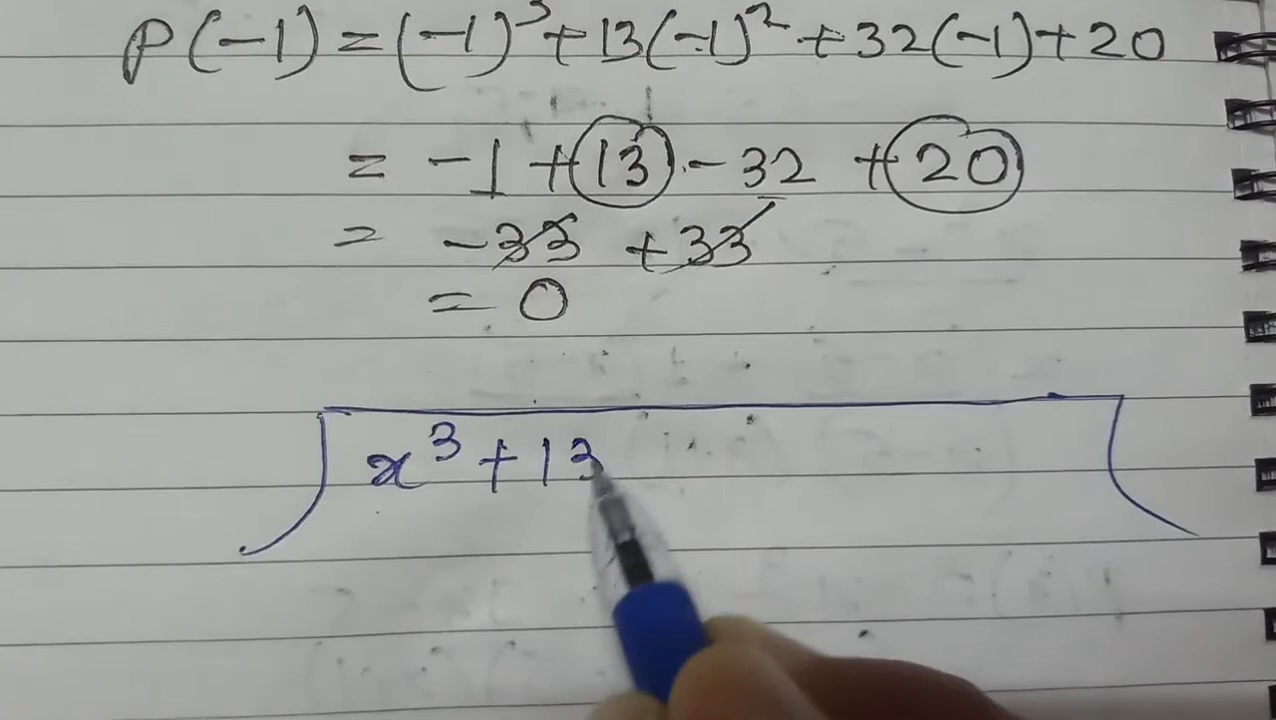 p(-1) = (-1)³ + 13(-1)² + 32(-1) + 20
= -1 + 13 - 32 + 20
= -33 + 33
= 0
x³ + 13